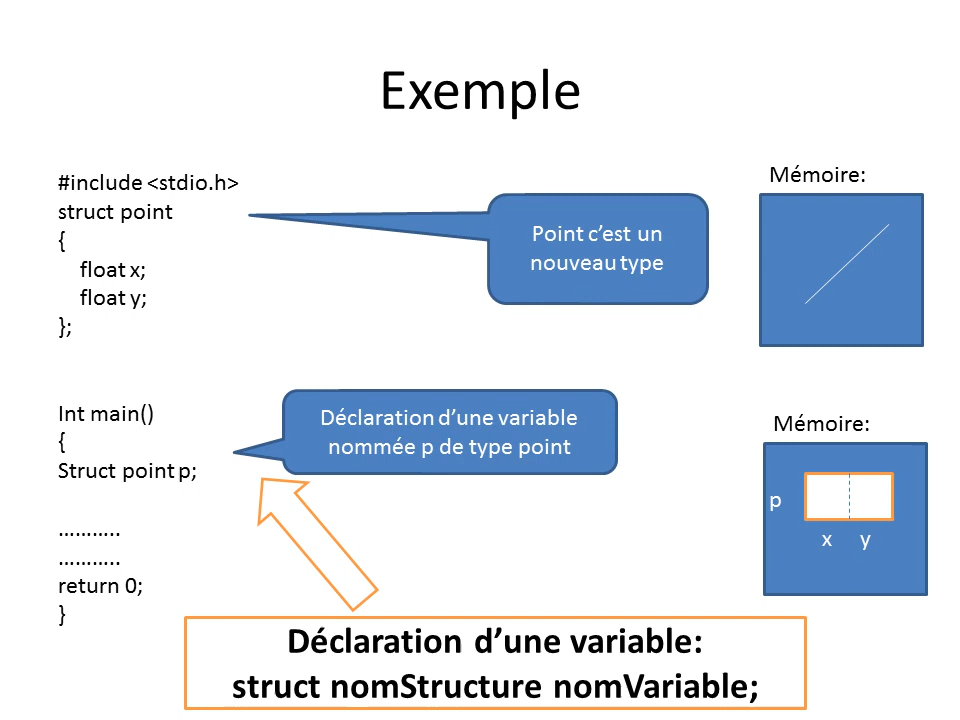 Exemple
#include <stdio.h>
struct point
{
float x;
float y;
};
Point c’est un
nouveau type
Mémoire:
Int main()
{
Struct point p;
………..
………..
return 0;
}
Déclaration d’une variable
nommée p de type point
Mémoire:
p
x y
Déclaration d’une variable:
struct nomStructure nomVariable;